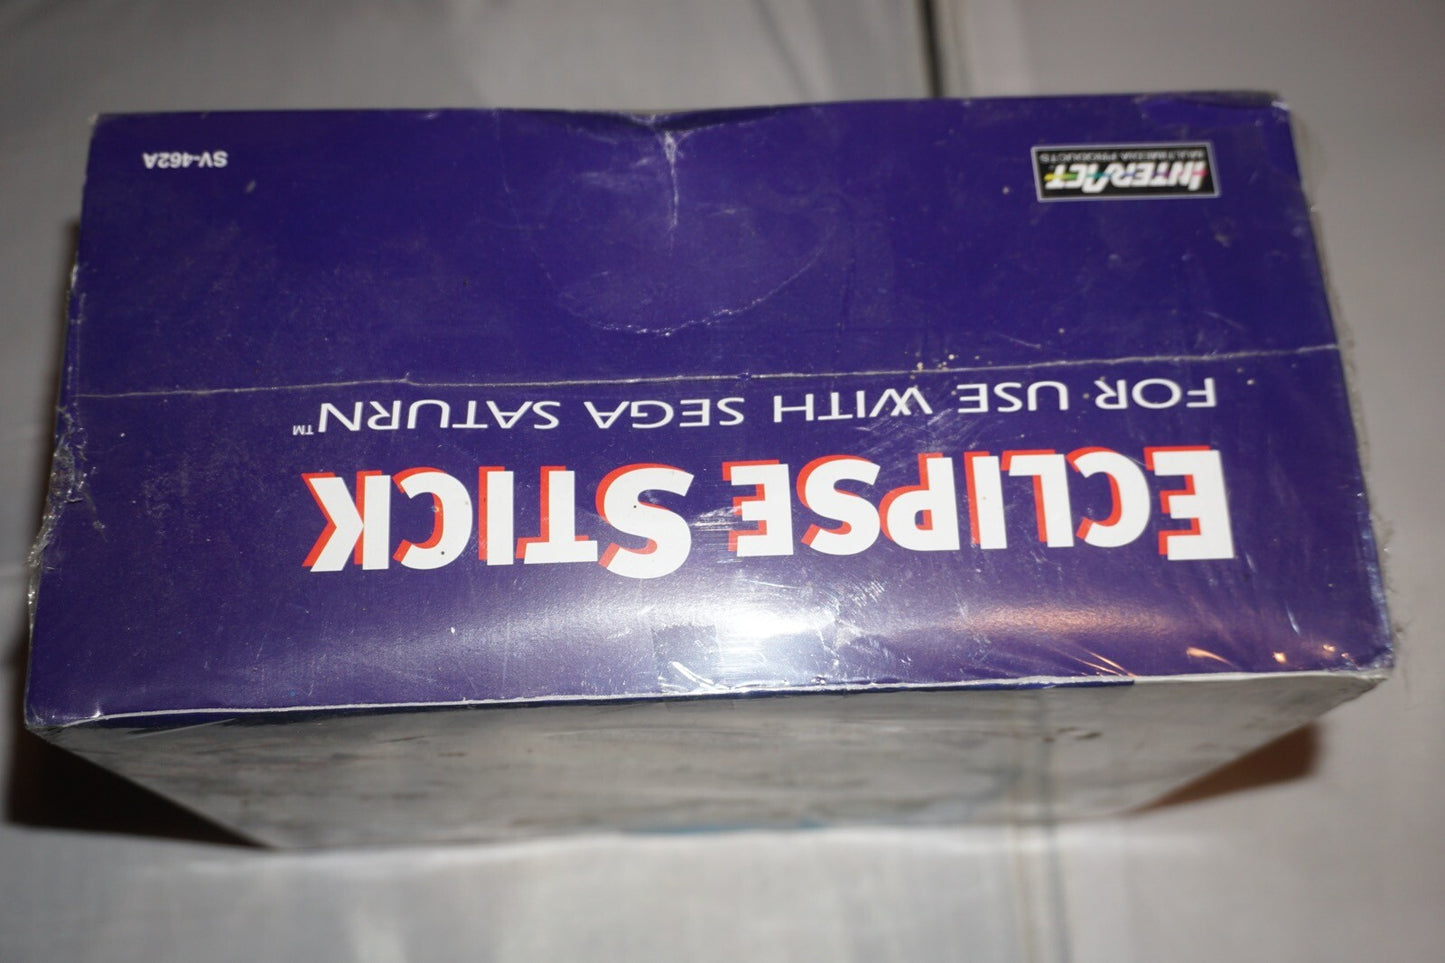 ECLIPSE STICK
FOR USE WITH SEGA SATURN™
INTERACT
MULTIMEDIA PRODUCTS
SV-462A